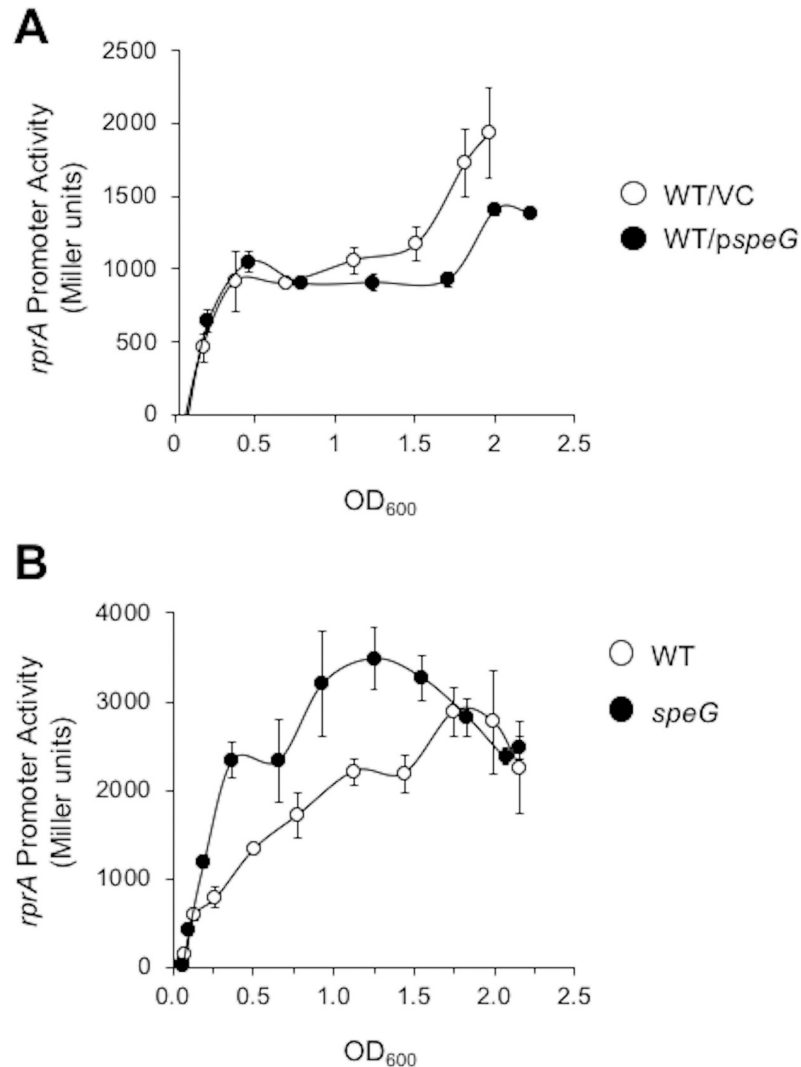 A
rprA Promoter Activity
(Miller units)
2500
2000
1500
1000
500
0
0 0.5 1 1.5 2 2.5
OD600
WT/VC
WT/pspeG
B
rprA Promoter Activity
(Miller units)
4000
3000
2000
1000
0
0.0 0.5 1.0 1.5 2.0 2.5
OD600
WT
speG